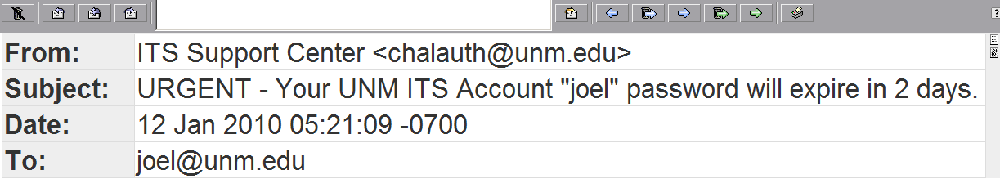 From: ITS Support Center <chalauth@unm.edu>
Subject: URGENT - Your UNM ITS Account "joel" password will expire in 2 days.
Date: 12 Jan 2010 05:21:09 -0700
To: joel@unm.edu
?